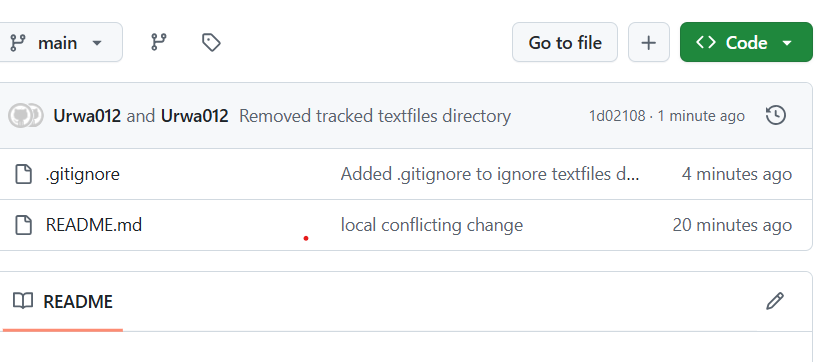 main Go to file Code
Urwa012 and Urwa012 Removed tracked textfiles directory 1d02108 · 1 minute ago
.gitignore Added .gitignore to ignore textfiles d... 4 minutes ago
README.md local conflicting change 20 minutes ago
README